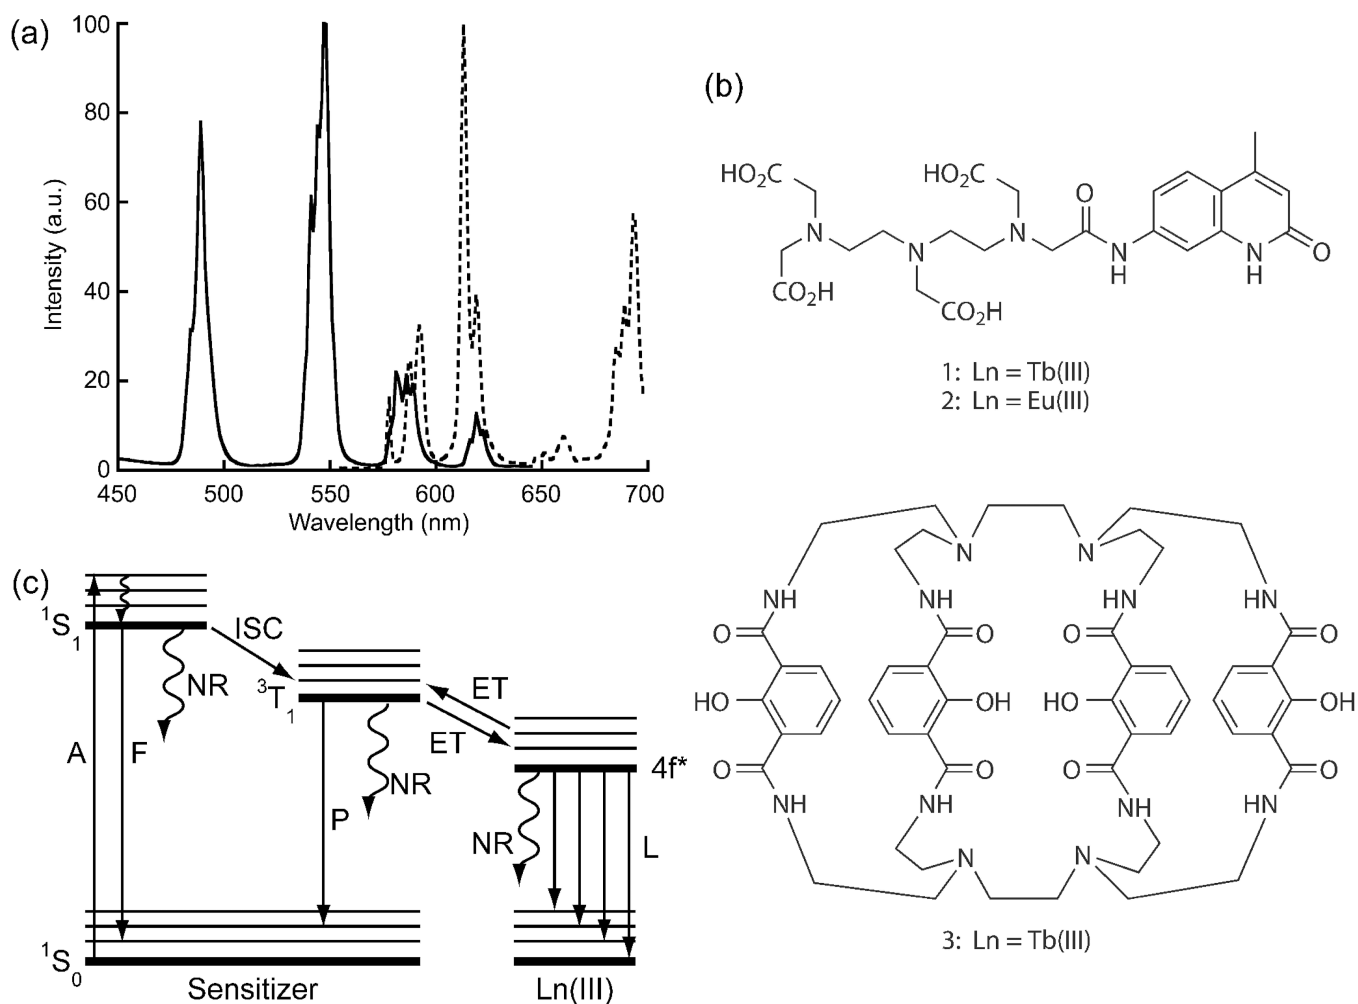 (a)
100
80
60
40
20
0
Intensity (a.u.)
450 500 550 600 650 700
Wavelength (nm)
(b)
HO₂C
HO₂C
O
N
N
N
N
H
N
H
O
CO₂H
CO₂H
1: Ln = Tb(III)
2: Ln = Eu(III)
N N
NH NH HN HN
O O O O
HO OH HO OH
O O O O
NH NH NH HN
N N
3: Ln = Tb(III)
(c)
¹S₁
ISC
NR
³T₁
ET
ET
A
F
NR
4f*
P
NR
L
¹S₀
Sensitizer
Ln(III)